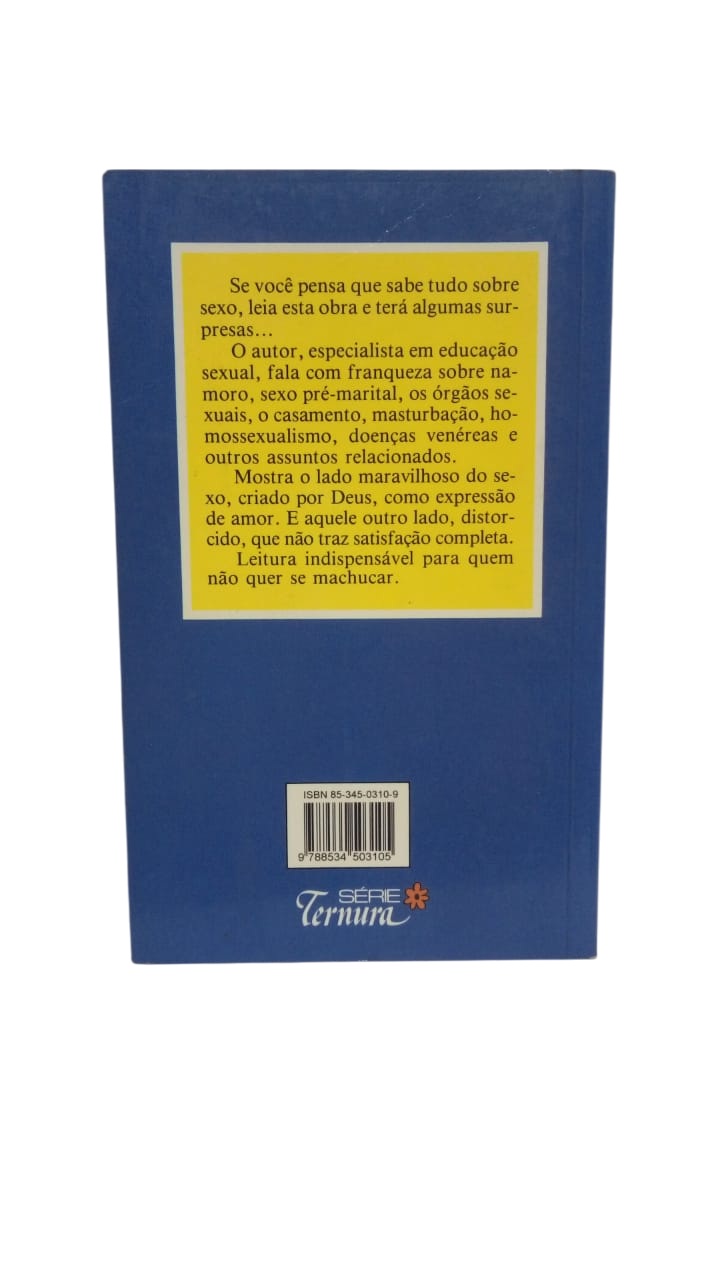 Se você pensa que sabe tudo sobre
sexo, leia esta obra e terá algumas sur-
presas...
O autor, especialista em educação
sexual, fala com franqueza sobre na-
moro, sexo pré-marital, os órgãos se-
xuais, o casamento, masturbação, ho-
mossexualismo, doenças venéreas e
outros assuntos relacionados.
Mostra o lado maravilhoso do se-
xo, criado por Deus, como expressão
de amor. E aquele outro lado, distor-
cido, que não traz satisfação completa.
Leitura indispensável para quem
não quer se machucar.
ISBN 85-345-0310-9
9 788534 503105
SÉRIE
Ternura